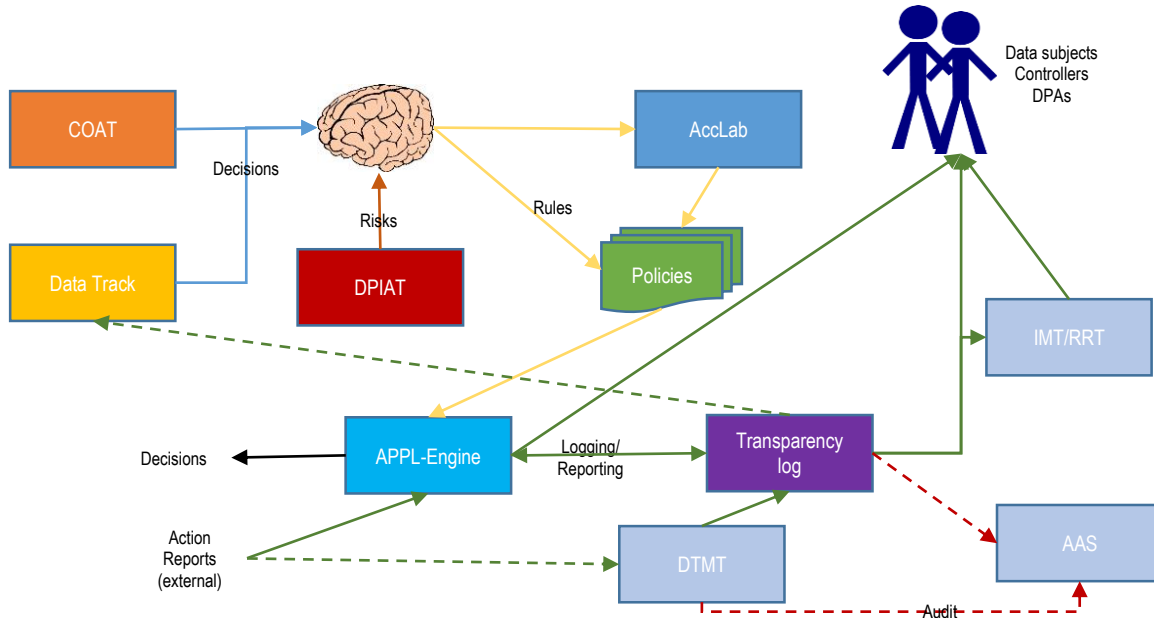 Data subjects
Controllers
DPAs
COAT
AccLab
Decisions
Risks
Rules
Data Track
DPIAT
Policies
IMT/RRT
Decisions
APPL-Engine
Logging/
Reporting
Transparency
log
Action
Reports
(external)
DTMT
AAS
Audit